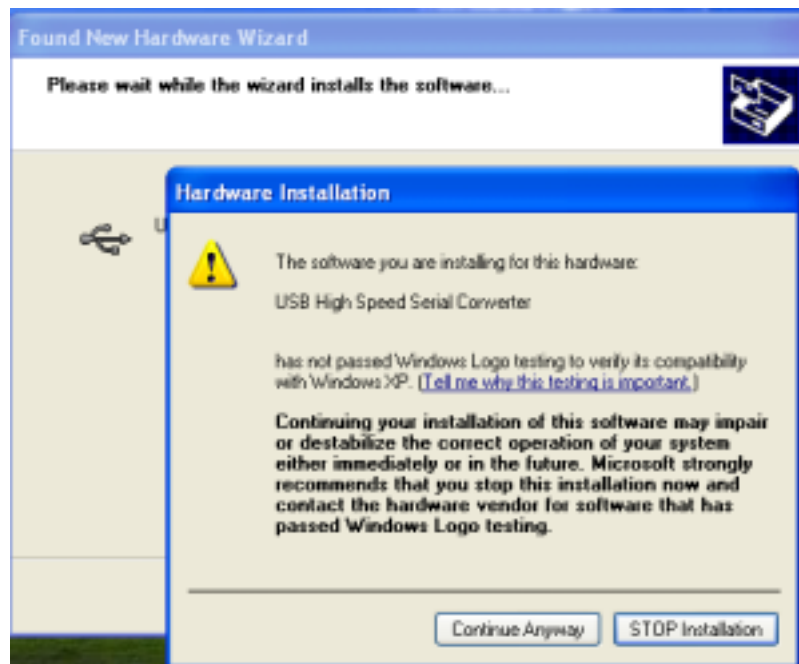 Found New Hardware Wizard
Please wait while the wizard installs the software...
Hardware Installation
U
The software you are installing for this hardware:
USB High Speed Serial Converter
has not passed Windows Logo testing to verify its compatibility
with Windows XP. (Tell me why this testing is important.)
Continuing your installation of this software may impair
or destabilize the correct operation of your system
either immediately or in the future. Microsoft strongly
recommends that you stop this installation now and
contact the hardware vendor for software that has
passed Windows Logo testing.
Continue Anyway STOP Installation